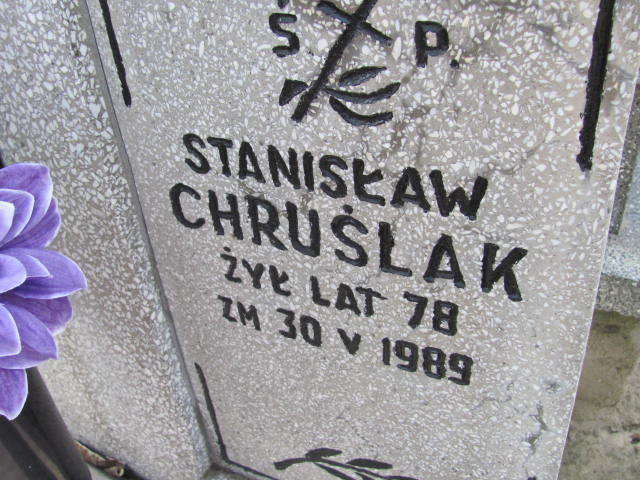 Ś. P.
STANISŁAW
CHRUŚLAK
ŻYŁ LAT 78
ZM 30 V 1989